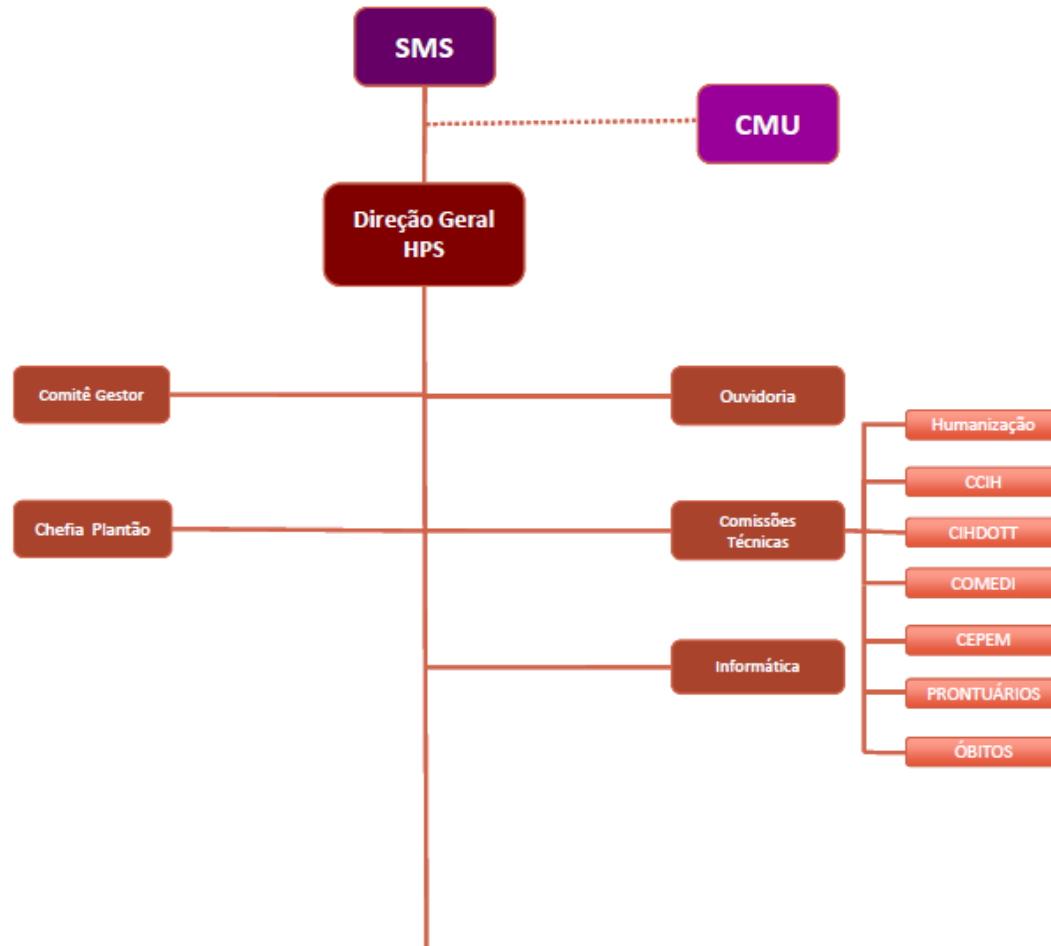 SMS
CMU
Direção Geral
HPS
Comitê Gestor
Ouvidoria
Humanização
CCIH
Chefia Plantão
Comissões
Técnicas
CIHDOTT
COMEDI
CEPEM
Informática
PRONTUÁRIOS
ÓBITOS